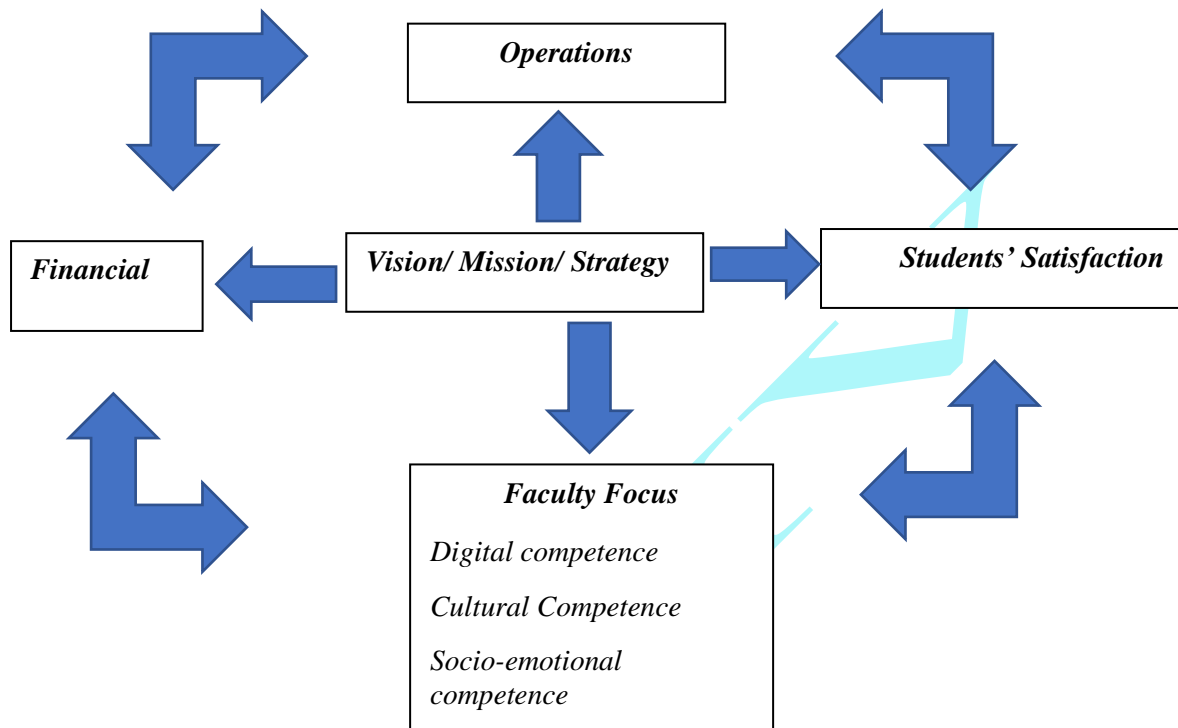 Operations
Financial
Vision/ Mission/ Strategy
Students’ Satisfaction
Faculty Focus
Digital competence
Cultural Competence
Socio-emotional
competence